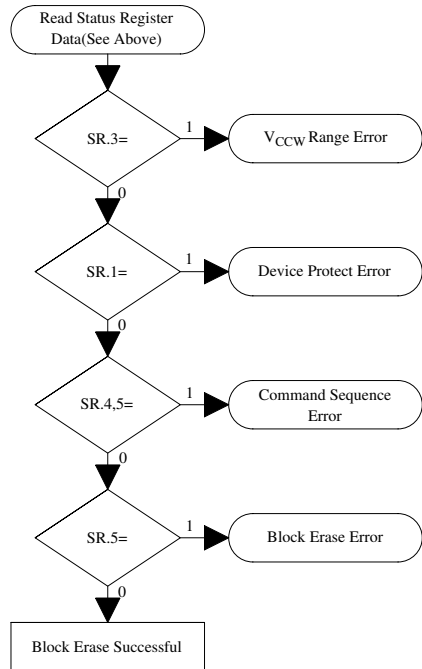 Read Status Register
Data(See Above)
SR.3=
1
VCCW Range Error
0
SR.1=
1
Device Protect Error
0
SR.4,5=
1
Command Sequence
Error
0
SR.5=
1
Block Erase Error
0
Block Erase Successful